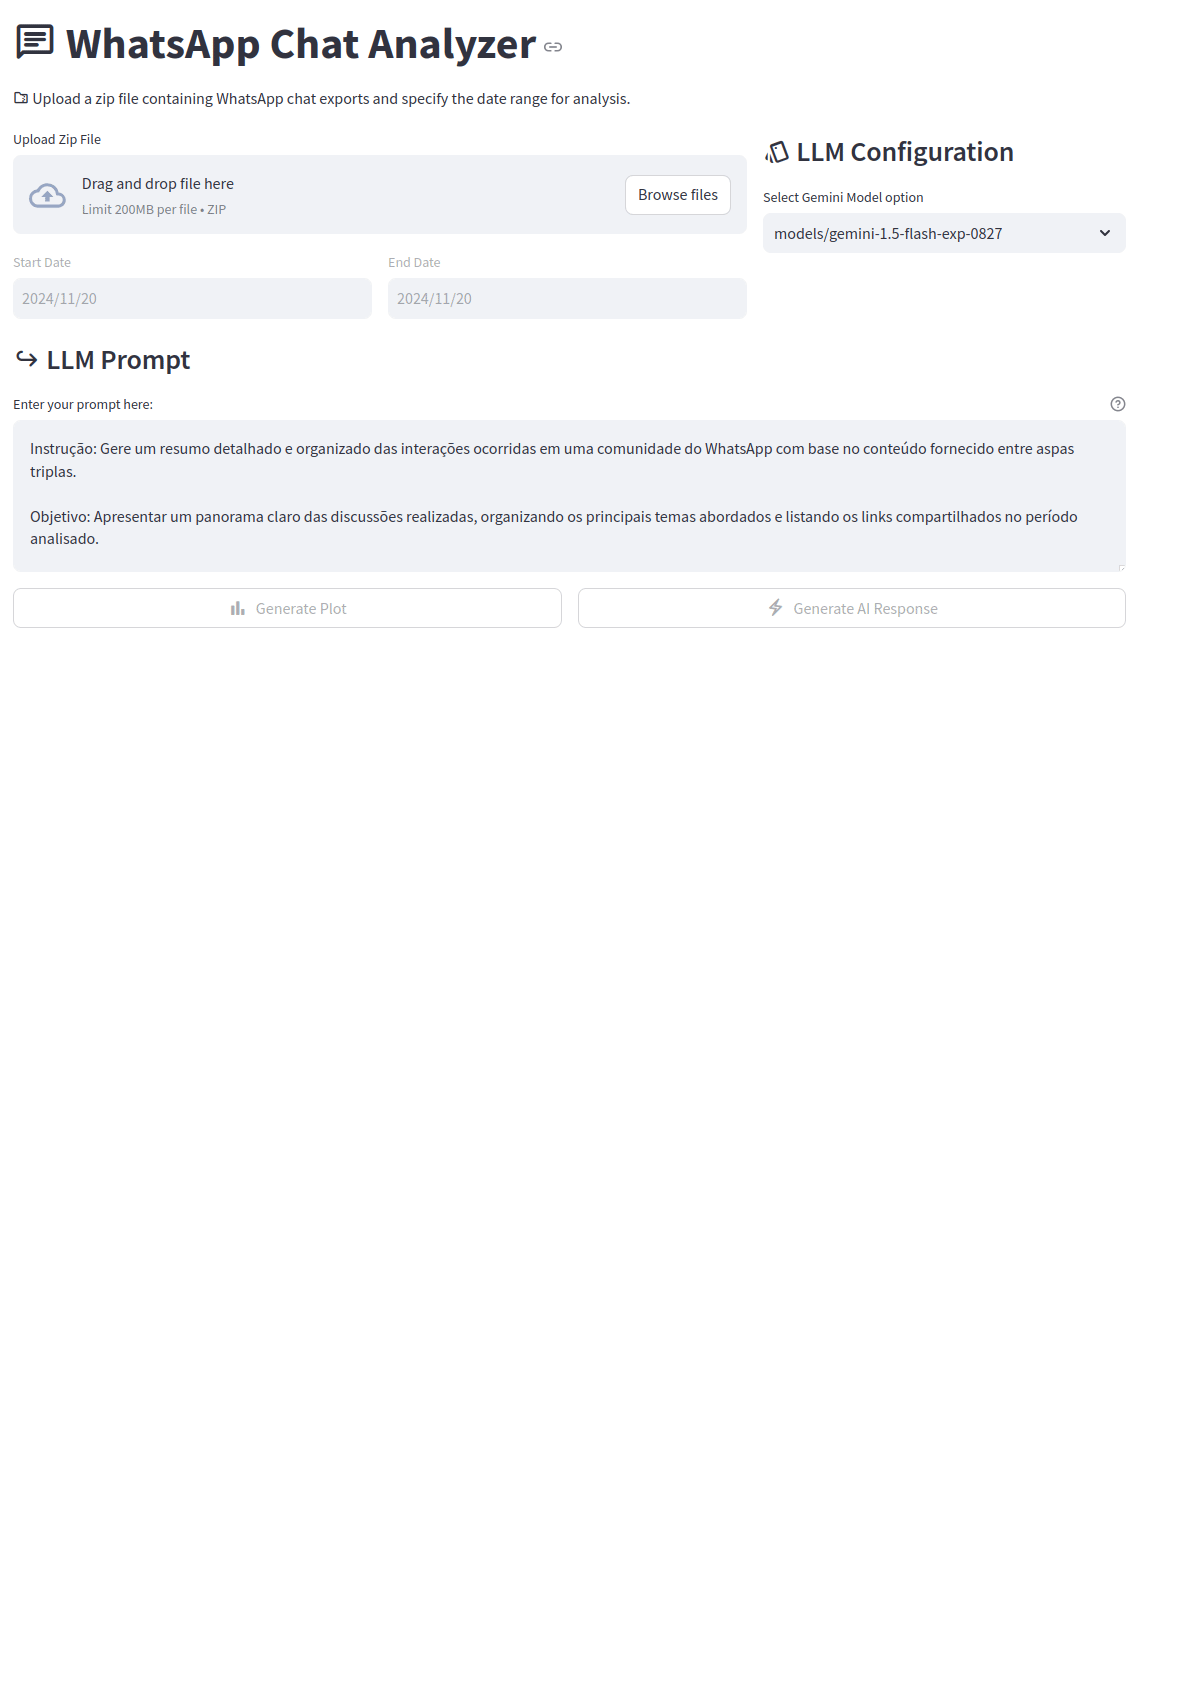 WhatsApp Chat Analyzer
Upload a zip file containing WhatsApp chat exports and specify the date range for analysis.
Upload Zip File
Drag and drop file here
Limit 200MB per file • ZIP
Browse files
LLM Configuration
Select Gemini Model option
models/gemini-1.5-flash-exp-0827
Start Date
End Date
2024/11/20
2024/11/20
LLM Prompt
Enter your prompt here:
Instrução: Gere um resumo detalhado e organizado das interações ocorridas em uma comunidade do WhatsApp com base no conteúdo fornecido entre aspas
triplas.
Objetivo: Apresentar um panorama claro das discussões realizadas, organizando os principais temas abordados e listando os links compartilhados no período
analisado.
Generate Plot
Generate AI Response